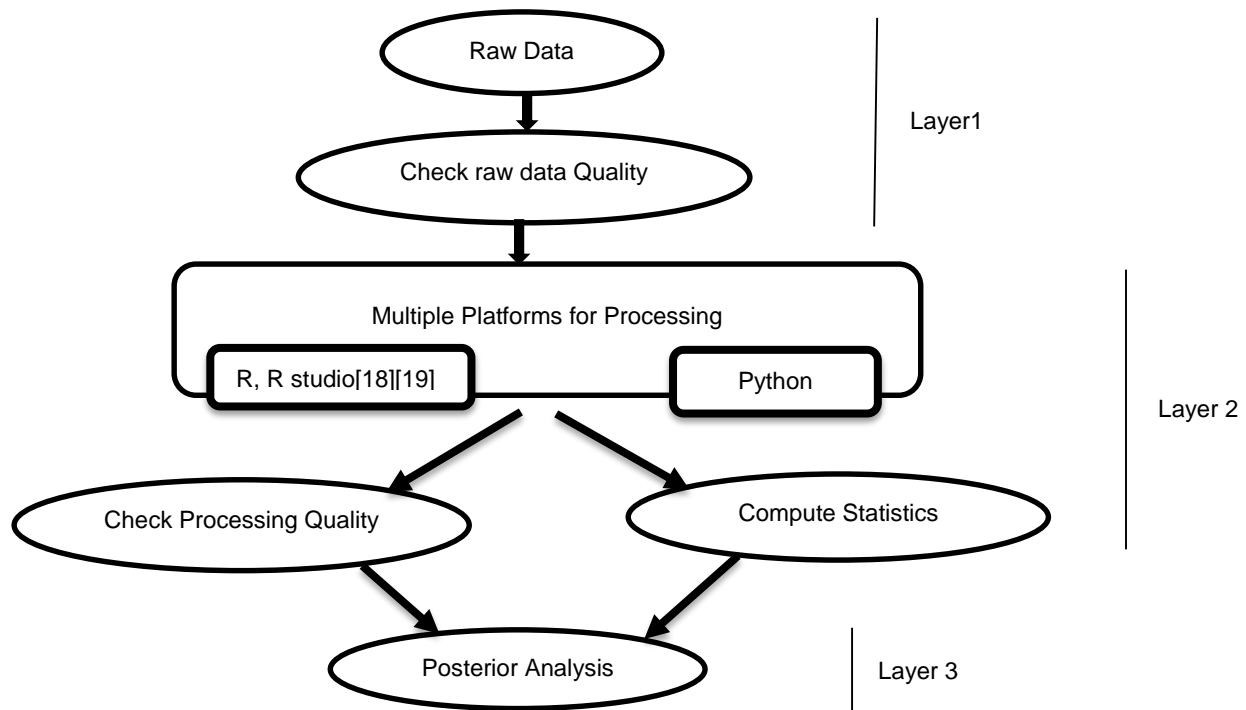 Raw Data
Layer1
Check raw data Quality
Multiple Platforms for Processing
R, R studio[18][19]
Python
Layer 2
Check Processing Quality
Compute Statistics
Posterior Analysis
Layer 3